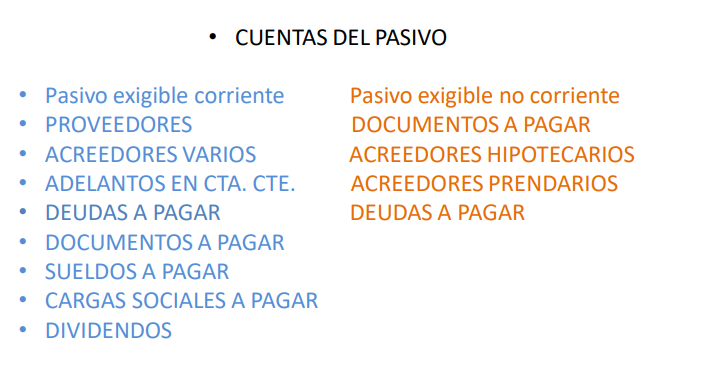 • CUENTAS DEL PASIVO
• Pasivo exigible corriente
• PROVEEDORES
• ACREEDORES VARIOS
• ADELANTOS EN CTA. CTE.
• DEUDAS A PAGAR
• DOCUMENTOS A PAGAR
• SUELDOS A PAGAR
• CARGAS SOCIALES A PAGAR
• DIVIDENDOS
Pasivo exigible no corriente
DOCUMENTOS A PAGAR
ACREEDORES HIPOTECARIOS
ACREEDORES PRENDARIOS
DEUDAS A PAGAR